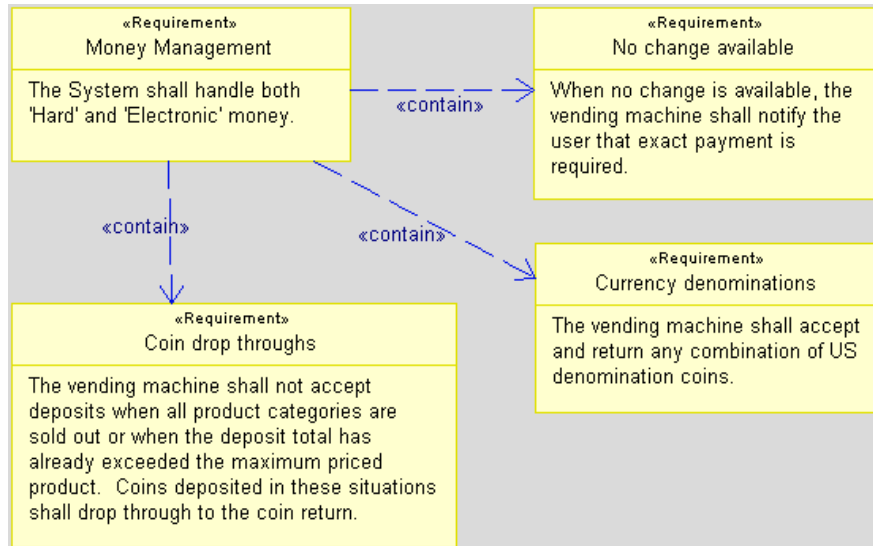 «Requirement»
Money Management
The System shall handle both
'Hard' and 'Electronic' money.
«contain»
«Requirement»
No change available
When no change is available, the
vending machine shall notify the
user that exact payment is
required.
«contain»
«contain»
«Requirement»
Currency denominations
The vending machine shall accept
and return any combination of US
denomination coins.
«Requirement»
Coin drop throughs
The vending machine shall not accept
deposits when all product categories are
sold out or when the deposit total has
already exceeded the maximum priced
product.  Coins deposited in these situations
shall drop through to the coin return.